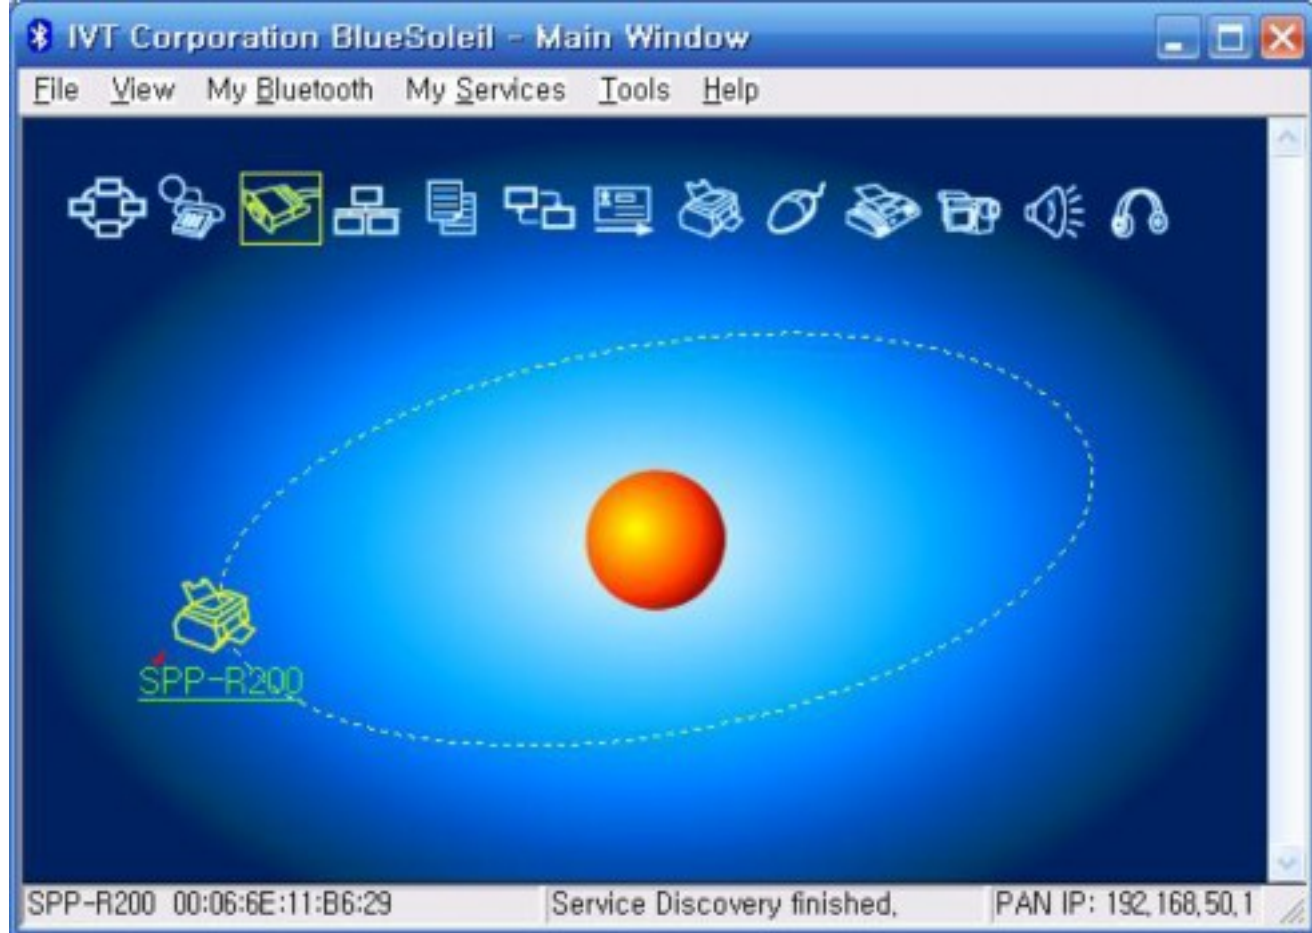 IVT Corporation BlueSoleil - Main Window
File View My Bluetooth My Services Tools Help
SPP-R200
SPP-R200 00:06:6E:11:B6:29 Service Discovery finished, PAN IP: 192,168,50,1